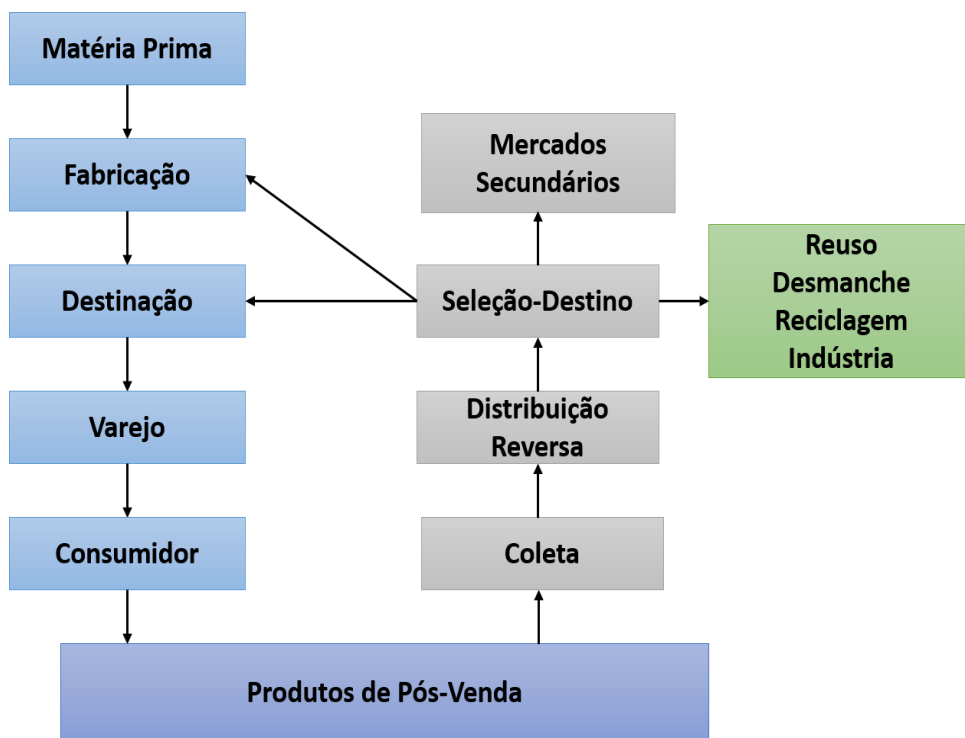 Matéria Prima
Fabricação
Destinação
Varejo
Consumidor
Produtos de Pós-Venda
Coleta
Distribuição
Reversa
Seleção-Destino
Mercados
Secundários
Reuso
Desmanche
Reciclagem
Indústria